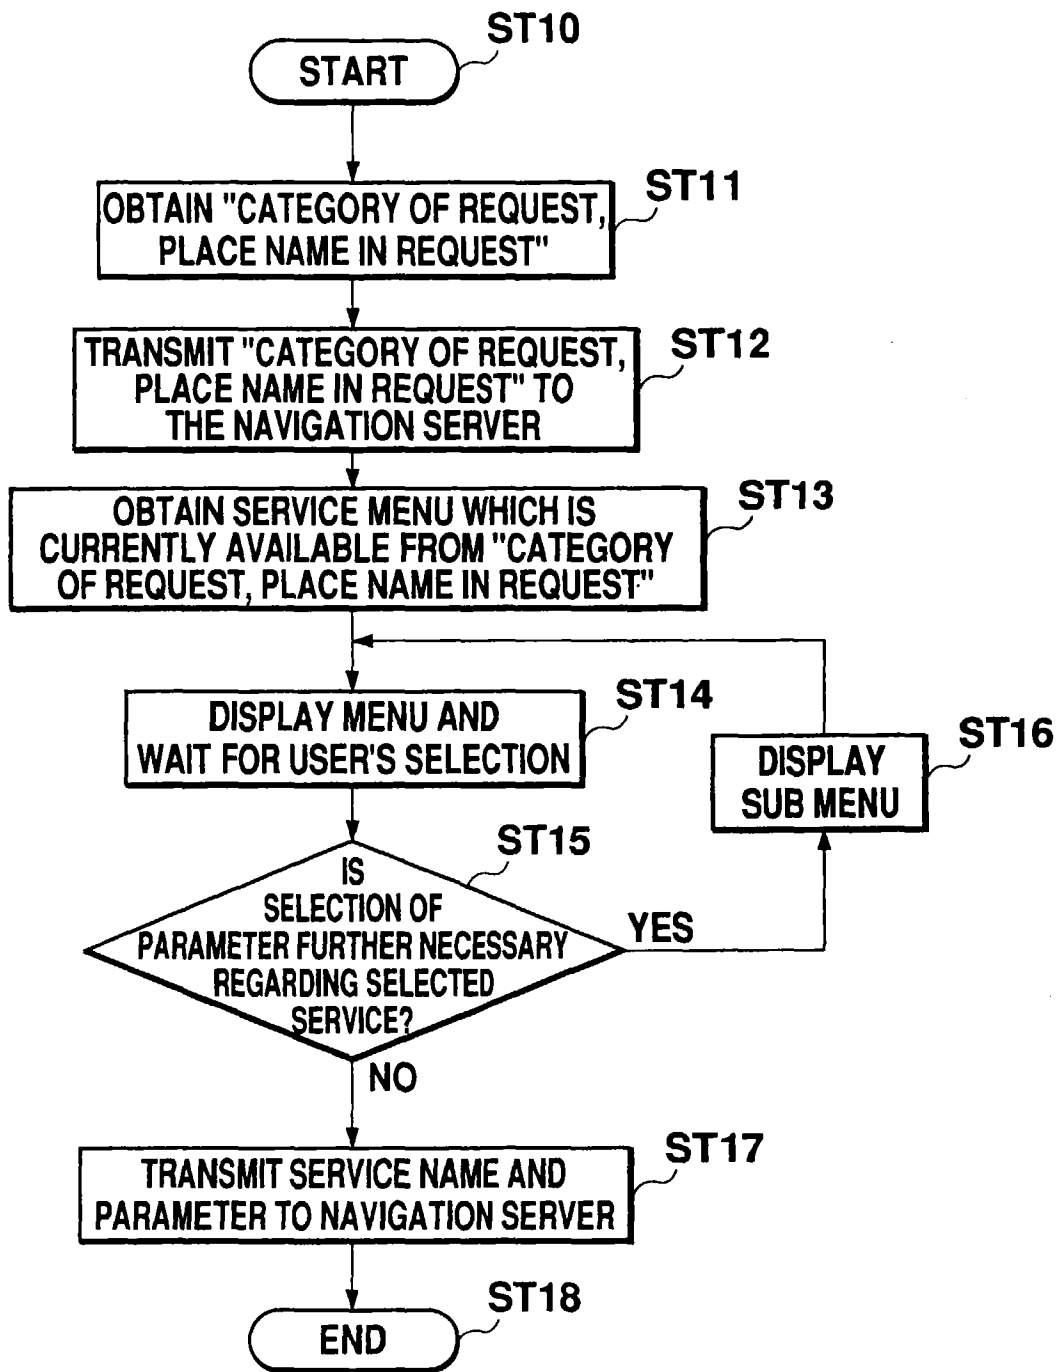 ST10
START
ST11
OBTAIN "CATEGORY OF REQUEST,
PLACE NAME IN REQUEST"
ST12
TRANSMIT "CATEGORY OF REQUEST,
PLACE NAME IN REQUEST" TO
THE NAVIGATION SERVER
ST13
OBTAIN SERVICE MENU WHICH IS
CURRENTLY AVAILABLE FROM "CATEGORY
OF REQUEST, PLACE NAME IN REQUEST"
ST14
DISPLAY MENU AND
WAIT FOR USER'S SELECTION
ST16
DISPLAY
SUB MENU
ST15
IS
SELECTION OF
PARAMETER FURTHER NECESSARY
REGARDING SELECTED
SERVICE?
YES
NO
ST17
TRANSMIT SERVICE NAME AND
PARAMETER TO NAVIGATION SERVER
ST18
END